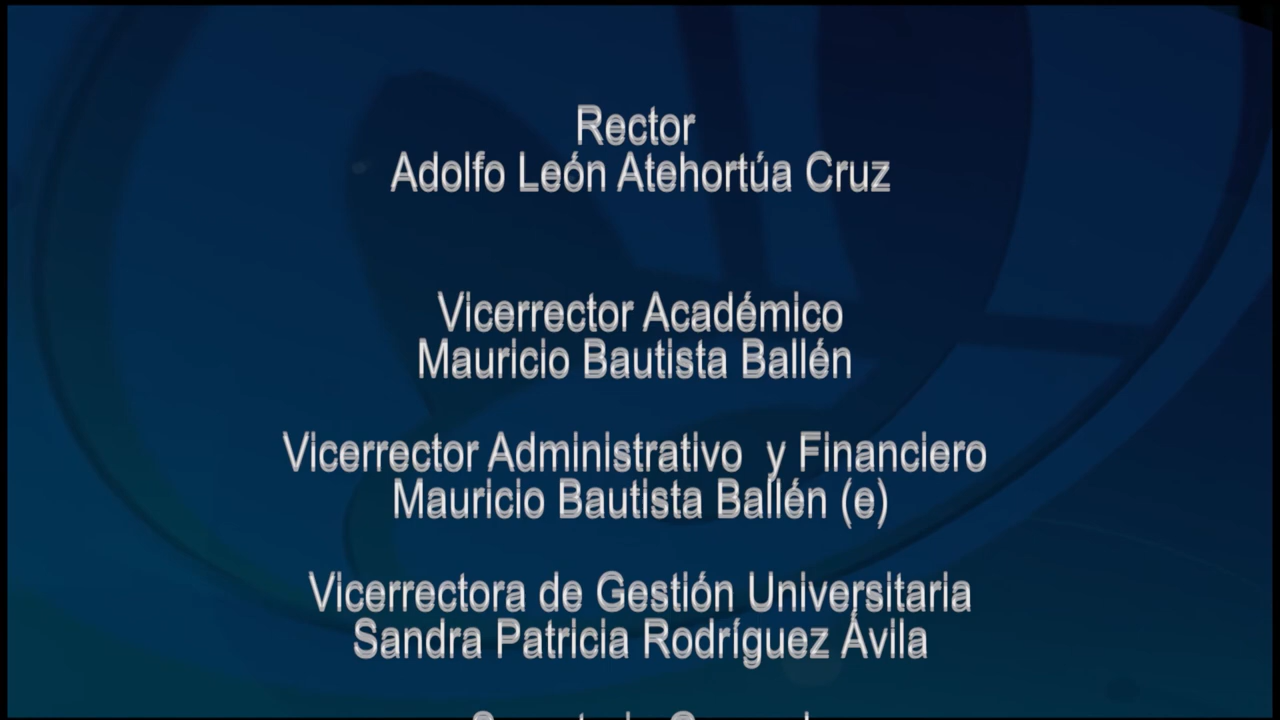 Rector
Adolfo León Atehortúa Cruz
Vicerrector Académico
Mauricio Bautista Ballén
Vicerrector Administrativo y Financiero
Mauricio Bautista Ballén (e)
Vicerrectora de Gestión Universitaria
Sandra Patricia Rodríguez Ávila